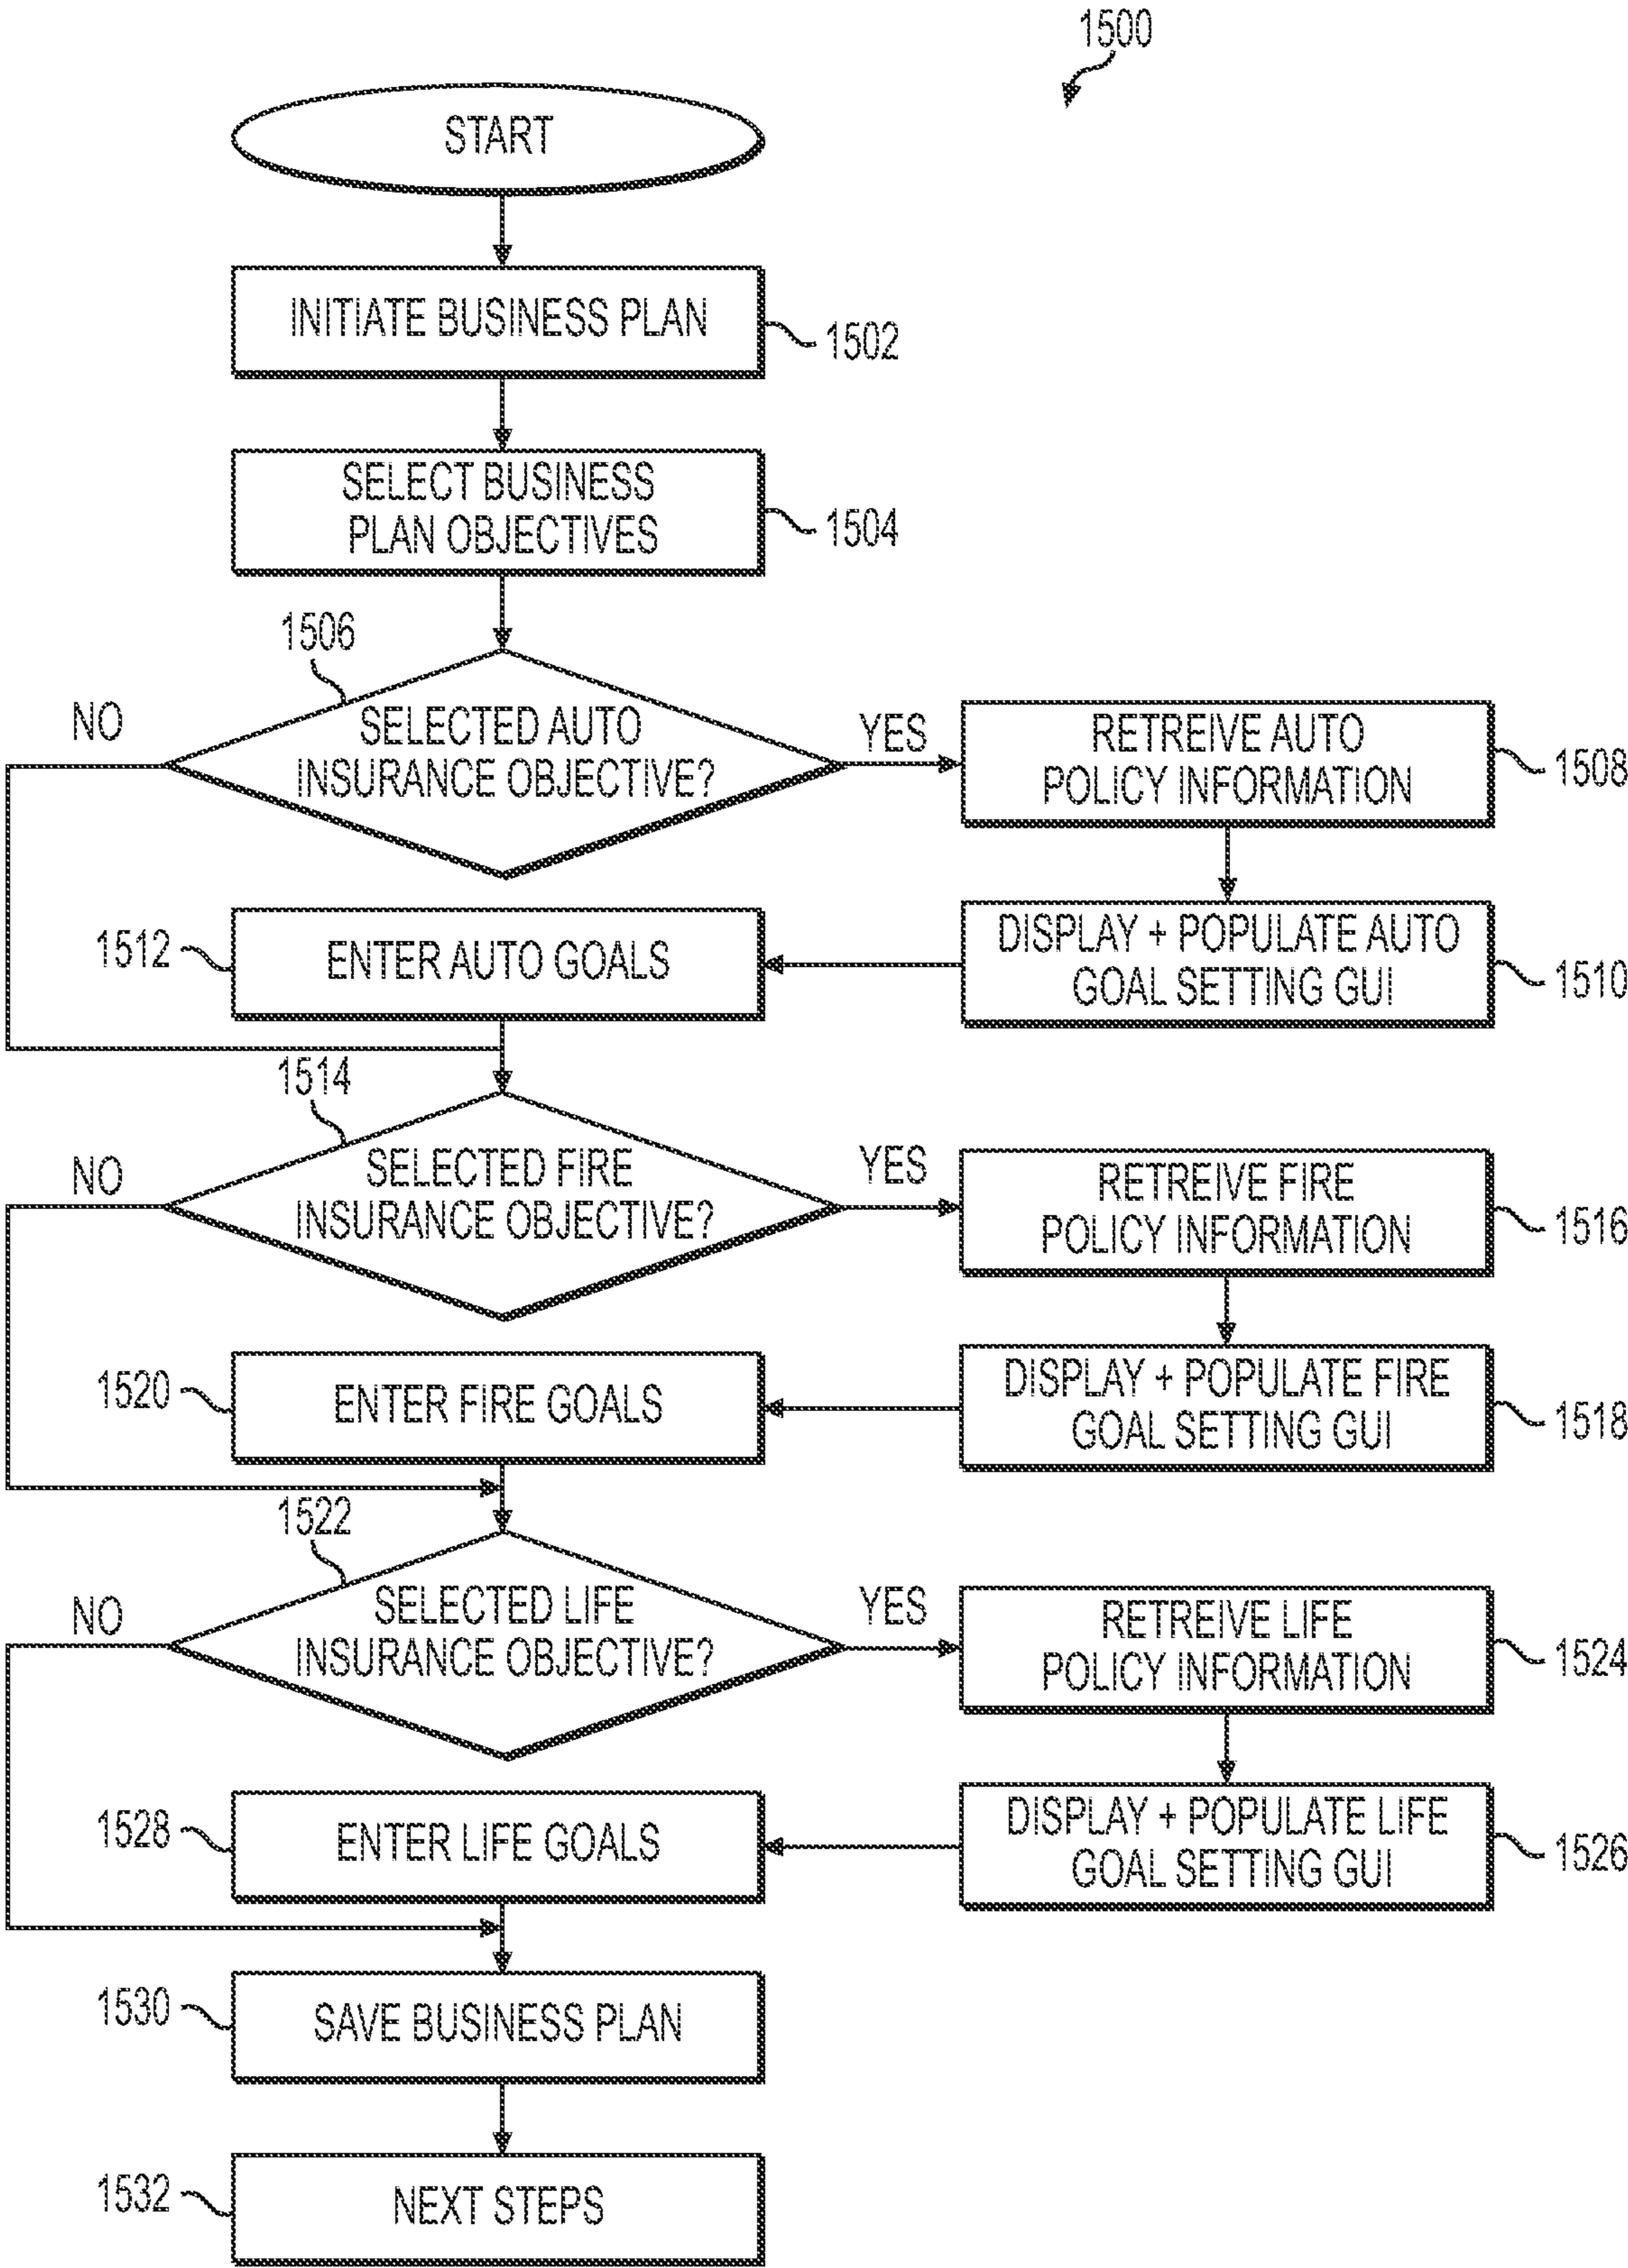 1500
START
INITIATE BUSINESS PLAN
1502
SELECT BUSINESS
PLAN OBJECTIVES
1504
1506
NO
SELECTED AUTO
INSURANCE OBJECTIVE?
YES
RETREIVE AUTO
POLICY INFORMATION
1508
1512
ENTER AUTO GOALS
DISPLAY + POPULATE AUTO
GOAL SETTING GUI
1510
1514
NO
SELECTED FIRE
INSURANCE OBJECTIVE?
YES
RETREIVE FIRE
POLICY INFORMATION
1516
1520
ENTER FIRE GOALS
DISPLAY + POPULATE FIRE
GOAL SETTING GUI
1518
1522
NO
SELECTED LIFE
INSURANCE OBJECTIVE?
YES
RETREIVE LIFE
POLICY INFORMATION
1524
1528
ENTER LIFE GOALS
DISPLAY + POPULATE LIFE
GOAL SETTING GUI
1526
1530
SAVE BUSINESS PLAN
1532
NEXT STEPS